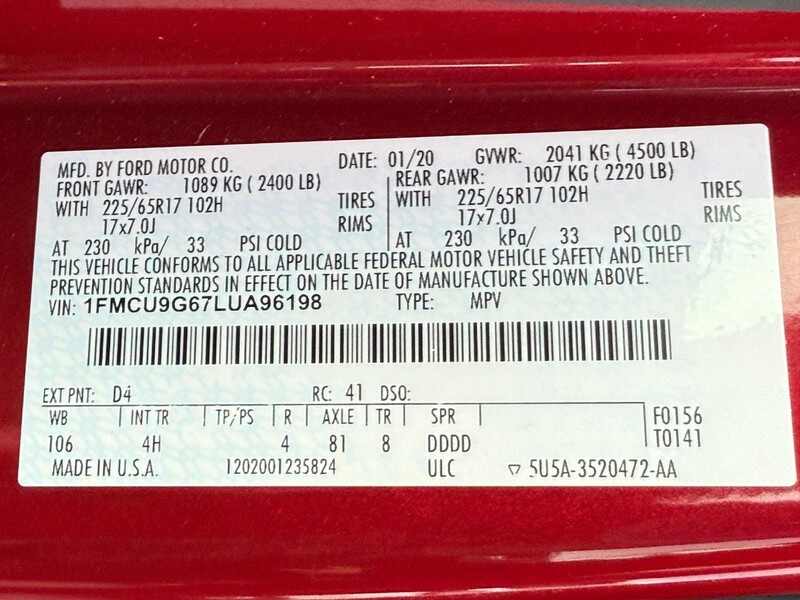 MFD. BY FORD MOTOR CO. DATE: 01/20 GVWR: 2041 KG ( 4500 LB)
FRONT GAWR: 1089 KG ( 2400 LB) REAR GAWR: 1007 KG ( 2220 LB)
WITH 225/65R17 102H TIRES WITH 225/65R17 102H TIRES
17x7.0J RIMS 17x7.0J RIMS
AT 230 kPa/ 33 PSI COLD AT 230 kPa/ 33 PSI COLD
THIS VEHICLE CONFORMS TO ALL APPLICABLE FEDERAL MOTOR VEHICLE SAFETY AND THEFT
PREVENTION STANDARDS IN EFFECT ON THE DATE OF MANUFACTURE SHOWN ABOVE.
VIN: 1FMCU9G67LUA96198 TYPE: MPV
EXT PNT: D4 RC: 41 DSO:
WB INT TR TP/PS R AXLE TR SPR F0156
106 4H 4 81 8 DDDD T0141
MADE IN U.S.A. 1202001235824 ULC ▽ 5U5A-3520472-AA